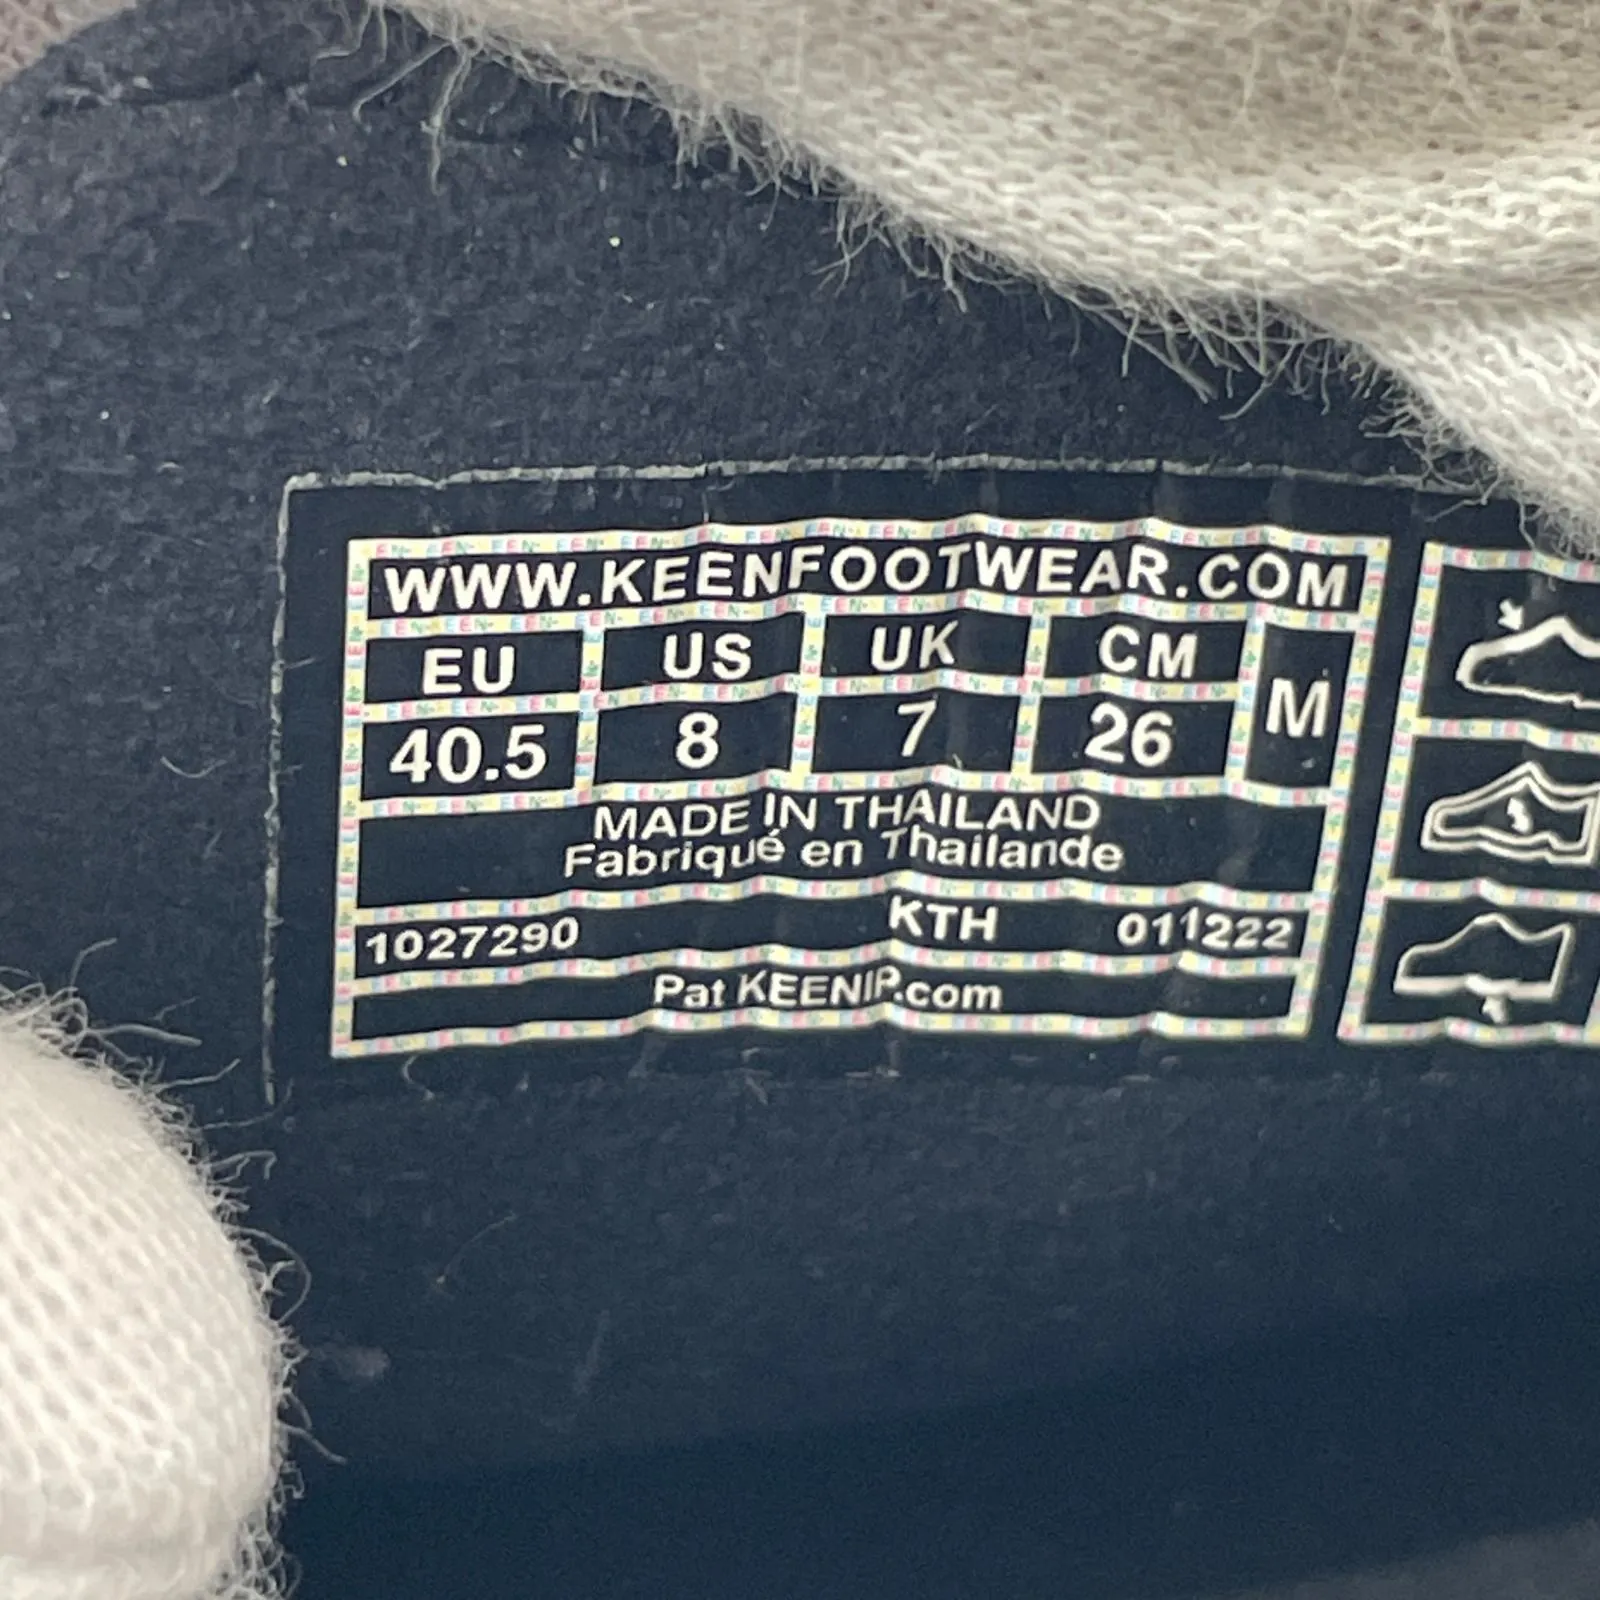 WWW.KEENFOOTWEAR.COM
EU US UK CM M
40.5 8 7 26
MADE IN THAILAND
Fabriqué en Thailande
1027290 KTH 011222
Pat KEENIP.com